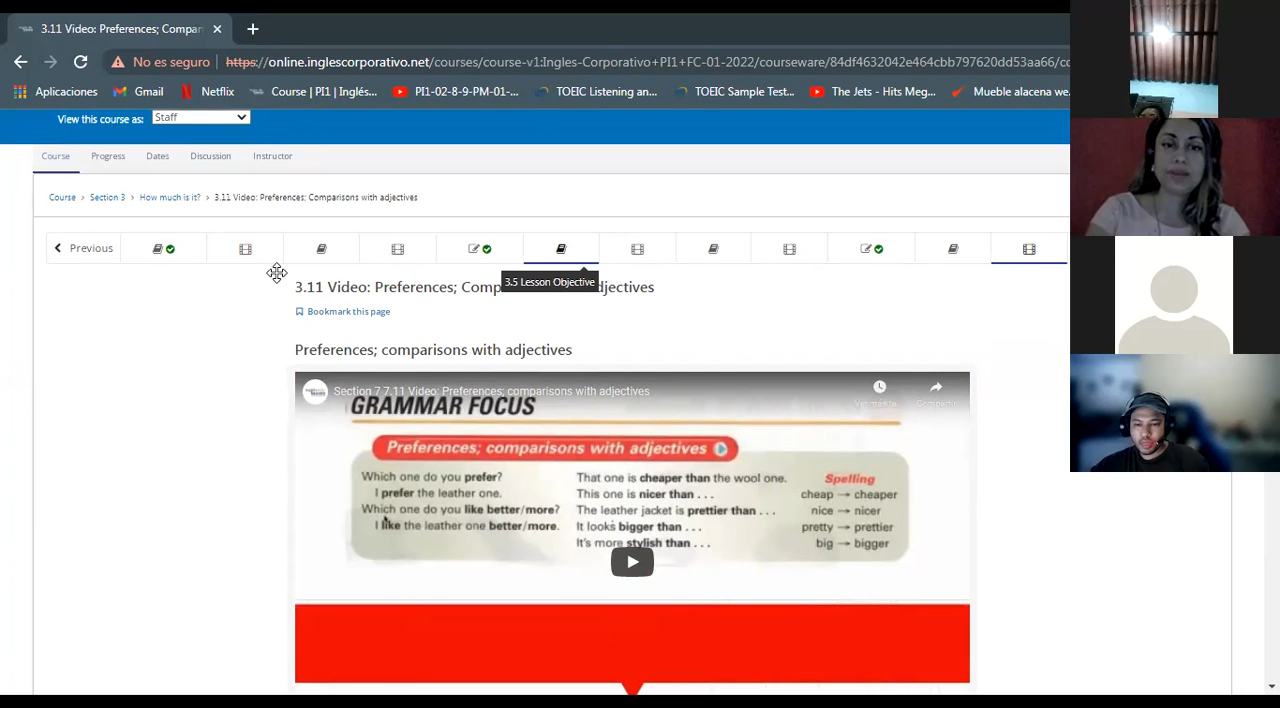 3.11 Video: Preferences; Compar
No es seguro
https://online.inglescorporativo.net/courses/course-v1:Ingles-Corporativo+PI1+FC-01-2022/courseware/84df4632042e464cbb797620dd53aa66/cc
Aplicaciones
Gmail
Netflix
Course | PI1 | Inglés...
PI1-02-8-9-PM-01-...
TOEIC Listening an...
TOEIC Sample Test...
The Jets - Hits Meg...
Mueble alacena we...
View this course as:
Staff
Course
Progress
Dates
Discussion
Instructor
Course > Section 3 > How much is it? > 3.11 Video: Preferences; Comparisons with adjectives
Previous
3.5 Lesson Objective
3.11 Video: Preferences; Comp
djectives
Bookmark this page
Preferences; comparisons with adjectives
Section 7 7.11 Video: Preferences; comparisons with adjectives
GRAMMAR FOCUS
Preferences; comparisons with adjectives
Which one do you prefer?
I prefer the leather one.
Which one do you like better/more?
I like the leather one better/more.
That one is cheaper than the wool one.
This one is nicer than . . .
The leather jacket is prettier than . . .
It looks bigger than . . .
It's more stylish than . . .
Spelling
cheap → cheaper
nice → nicer
pretty → prettier
big → bigger